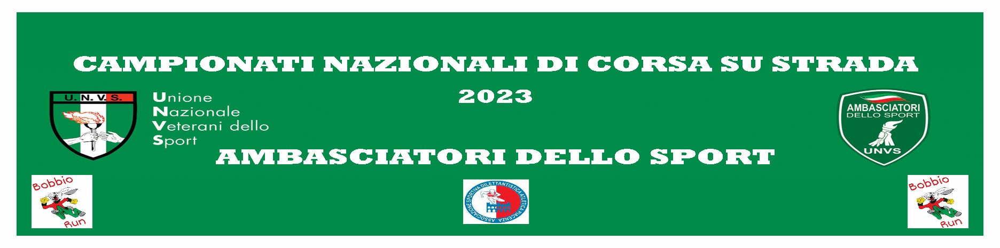 CAMPIONATI NAZIONALI DI CORSA SU STRADA
2023
U. N. V. S.
Unione
Nazionale
Veterani dello
Sport
AMBASCIATORI
DELLO SPORT
UNVS
AMBASCIATORI DELLO SPORT
Bobbio
Run
ASSOCIAZIONE SPORTIVA DILETTANTISTICA ATLETICA PIACENZA
Bobbio
Run